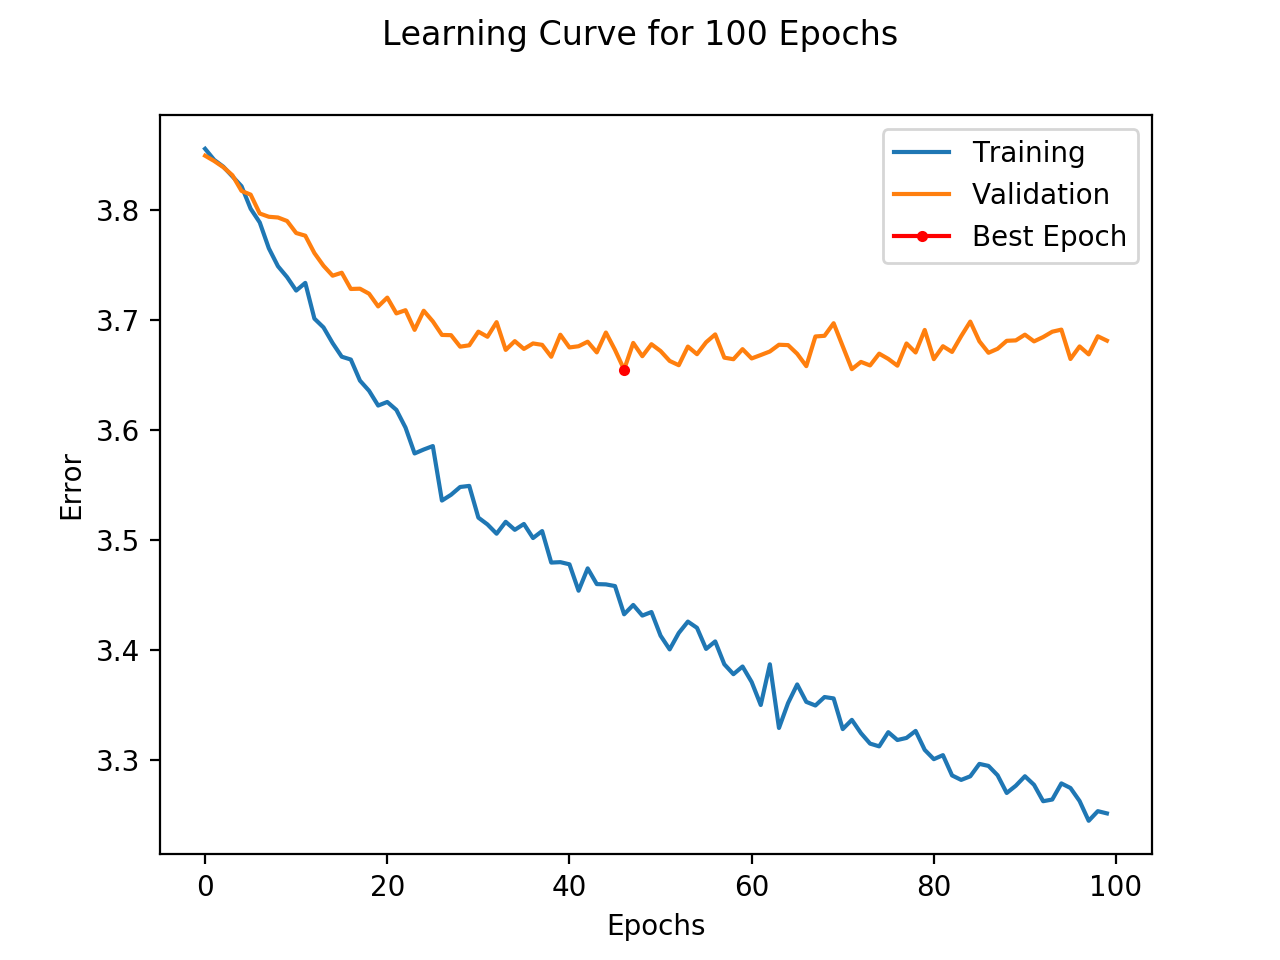 Learning Curve for 100 Epochs
Training
Validation
Best Epoch
3.8
3.7
3.6
3.5
3.4
3.3
Error
0 20 40 60 80 100
Epochs